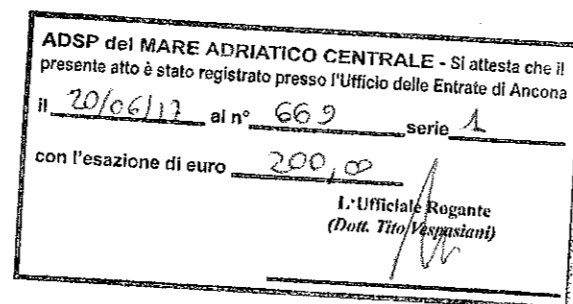 ADSP del MARE ADRIATICO CENTRALE - Si attesta che il
presente atto è stato registrato presso l'Ufficio delle Entrate di Ancona
il 20/06/17 al n° 669 serie 1
con l'esazione di euro 200,00
L'Ufficiale Rogante
(Dott. Tito Vespasiani)